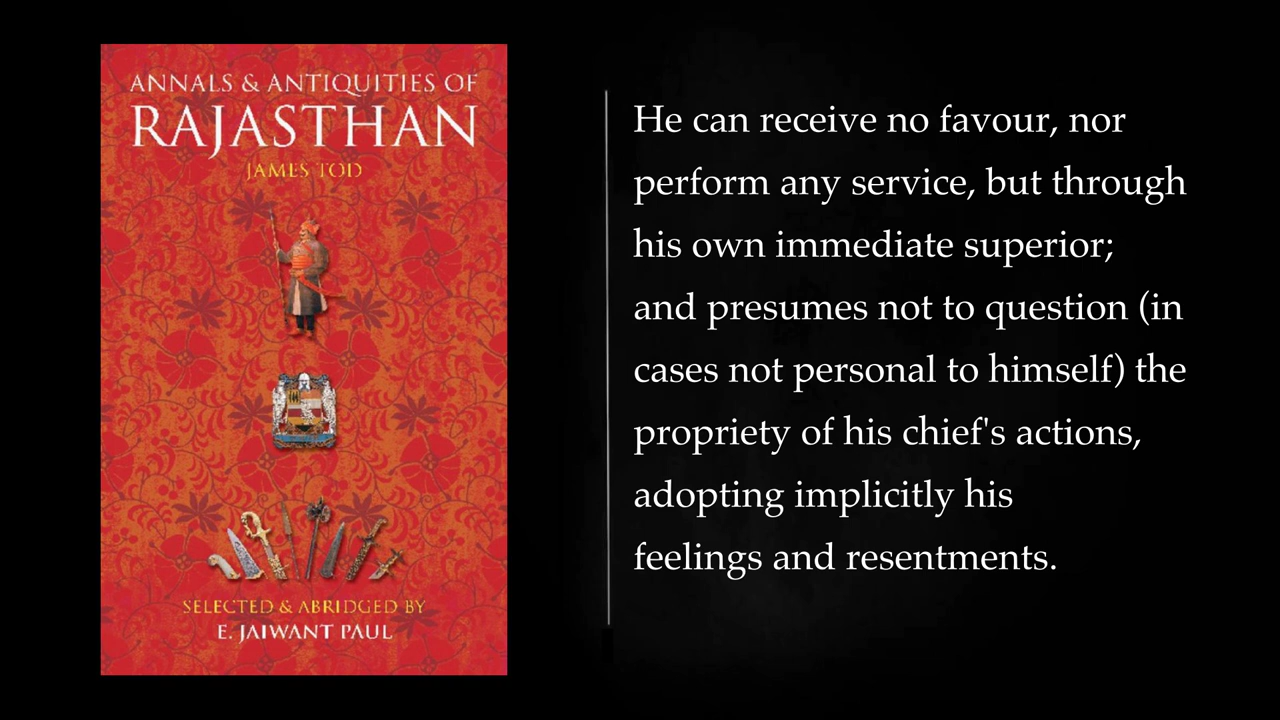 ANNALS & ANTIQUITIES OF
RAJASTHAN
JAMES TOD
SELECTED & ABRIDGED BY
E. JAIWANT PAUL
He can receive no favour, nor
perform any service, but through
his own immediate superior;
and presumes not to question (in
cases not personal to himself) the
propriety of his chief's actions,
adopting implicitly his
feelings and resentments.